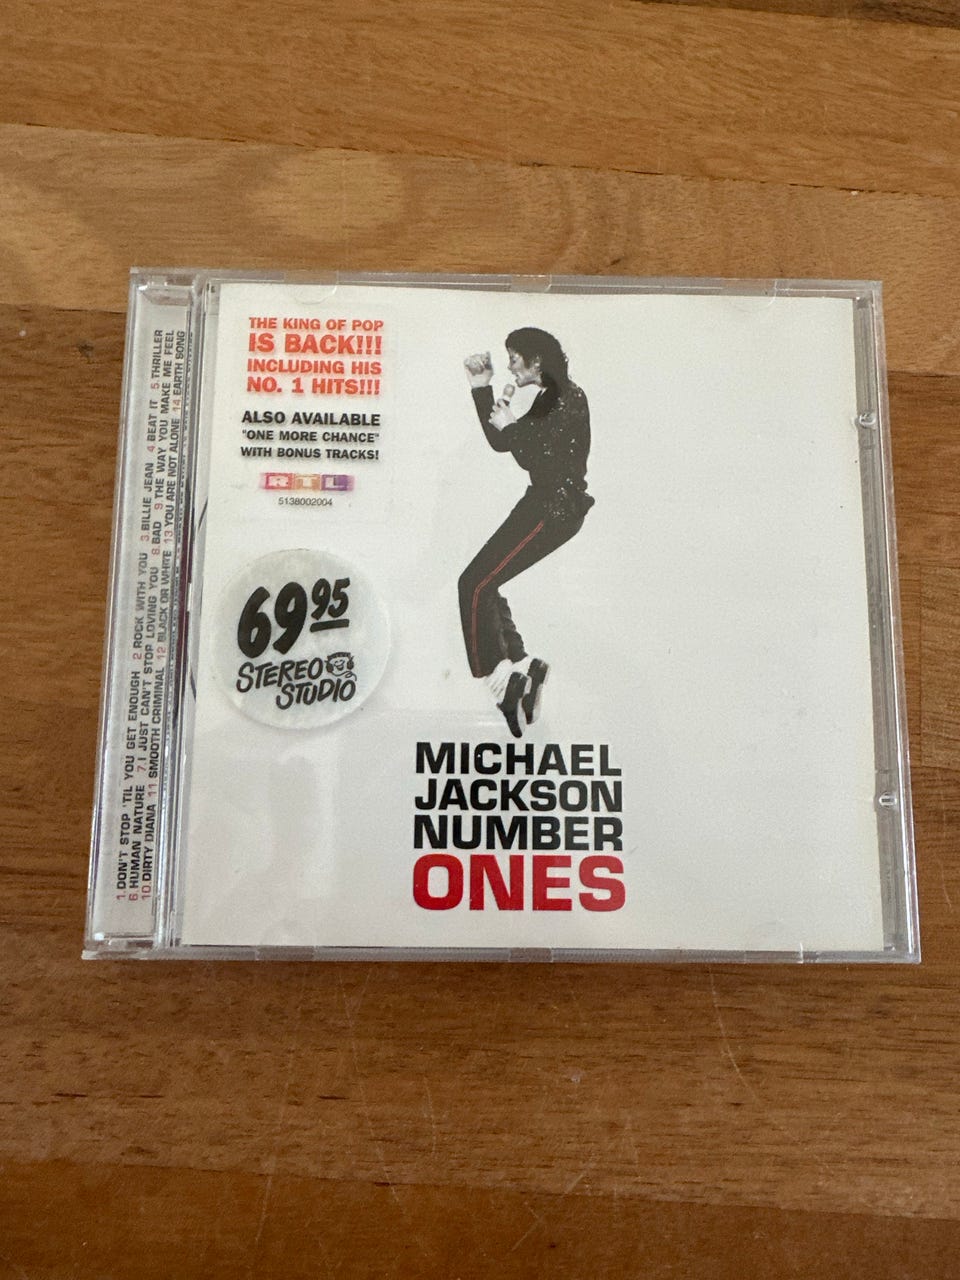 THE KING OF POP
IS BACK!!!
INCLUDING HIS
NO. 1 HITS!!!
ALSO AVAILABLE
"ONE MORE CHANCE"
WITH BONUS TRACKS!
RTL
5138002004
69 95
STEREO
STUDIO
MICHAEL
JACKSON
NUMBER
ONES
1. DON'T STOP 'TIL YOU GET ENOUGH 2 ROCK WITH YOU 3 BILLIE JEAN 4 BEAT IT 5. THRILLER
6. HUMAN NATURE 7. I JUST CAN'T STOP LOVING YOU 8. BAD 9 THE WAY YOU MAKE ME FEEL
10 DIRTY DIANA 11 SMOOTH CRIMINAL 12 BLACK OR WHITE 13 YOU ARE NOT ALONE 14 EARTH SONG